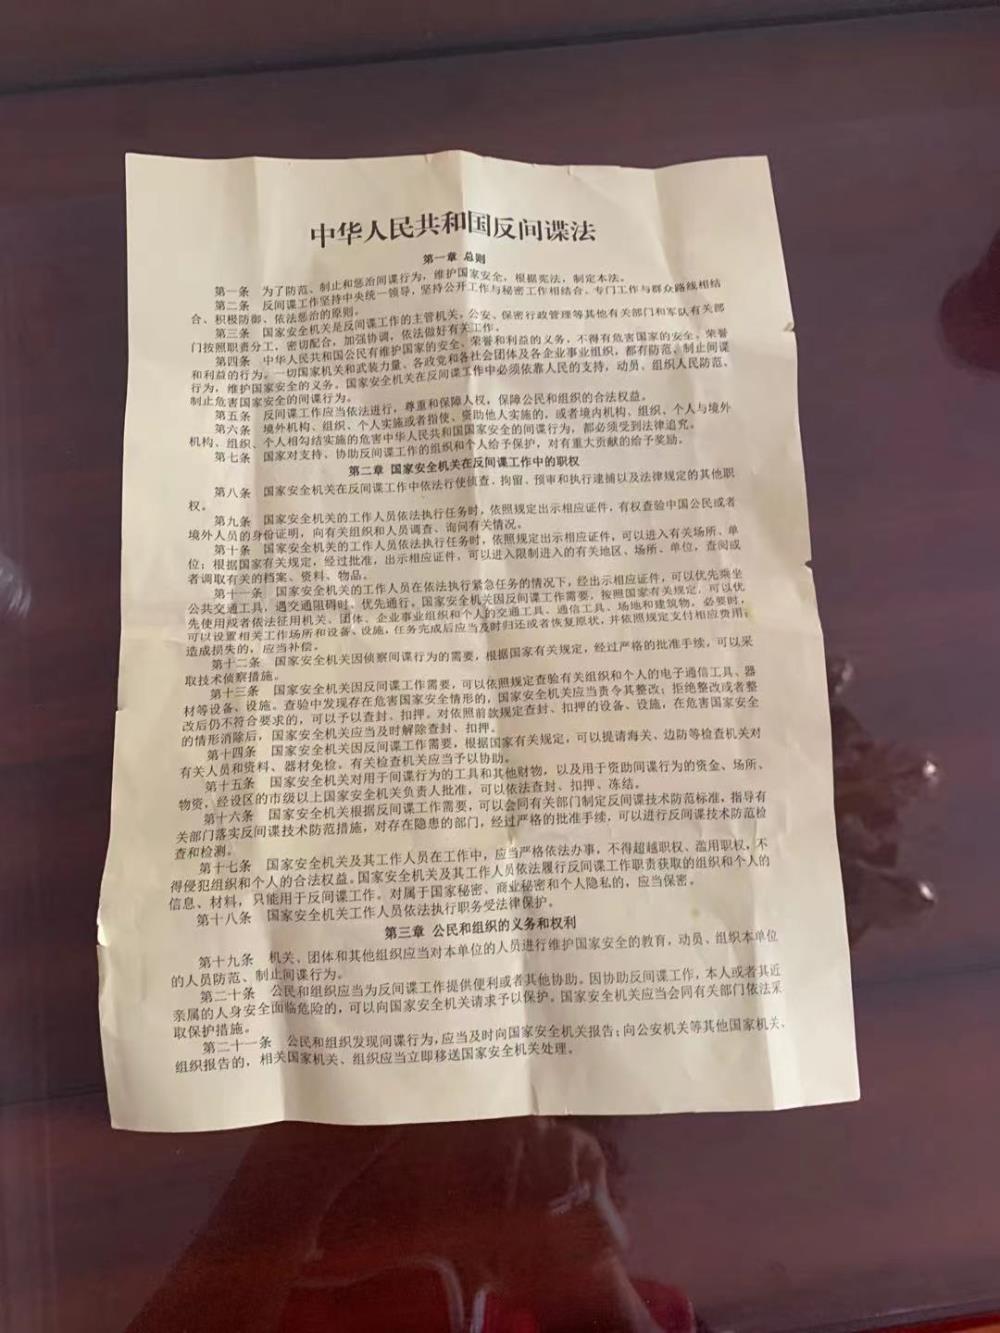 中华人民共和国反间谍法
第一章 总则
第一条 为了防范、制止和惩治间谍行为，维护国家安全，根据宪法，制定本法。
第二条 反间谍工作坚持中央统一领导，坚持公开工作与秘密工作相结合、专门工作与群众路线相结
合、积极防御、依法惩治的原则。
第三条 国家安全机关是反间谍工作的主管机关。公安、保密行政管理等其他有关部门和军队有关部
门按照职责分工，密切配合，加强协调，依法做好有关工作。
第四条 中华人民共和国公民有维护国家的安全、荣誉和利益的义务，不得有危害国家的安全、荣誉
和利益的行为。一切国家机关和武装力量、各政党和各社会团体及各企业事业组织，都有防范、制止间谍
行为，维护国家安全的义务。国家安全机关在反间谍工作中必须依靠人民的支持，动员、组织人民防范、
制止危害国家安全的间谍行为。
第五条 反间谍工作应当依法进行，尊重和保障人权，保障公民和组织的合法权益。
第六条 境外机构、组织、个人实施或者指使、资助他人实施的，或者境内机构、组织、个人与境外
机构、组织、个人相勾结实施的危害中华人民共和国国家安全的间谍行为，都必须受到法律追究。
第七条 国家对支持、协助反间谍工作的组织和个人给予保护，对有重大贡献的给予奖励。
第二章 国家安全机关在反间谍工作中的职权
第八条 国家安全机关在反间谍工作中依法行使侦查、拘留、预审和执行逮捕以及法律规定的其他职
权。
第九条 国家安全机关的工作人员依法执行任务时，依照规定出示相应证件，有权查验中国公民或者
境外人员的身份证明，向有关组织和人员调查、询问有关情况。
第十条 国家安全机关的工作人员依法执行任务时，依照规定出示相应证件，可以进入有关场所、单
位；根据国家有关规定，经过批准，出示相应证件，可以进入限制进入的有关地区、场所、单位，查阅或
者调取有关的档案、资料、物品。
第十一条 国家安全机关的工作人员在依法执行紧急任务的情况下，经出示相应证件，可以优先乘坐
公共交通工具，遇交通阻碍时，优先通行。国家安全机关因反间谍工作需要，按照国家有关规定，可以优
先使用或者依法征用机关、团体、企业事业组织和个人的交通工具、通信工具、场地和建筑物，必要时，
可以设置相关工作场所和设备、设施，任务完成后应当及时归还或者恢复原状，并依照规定支付相应费用；
造成损失的，应当补偿。
第十二条 国家安全机关因侦察间谍行为的需要，根据国家有关规定，经过严格的批准手续，可以采
取技术侦察措施。
第十三条 国家安全机关因反间谍工作需要，可以依照规定查验有关组织和个人的电子通信工具、器
材等设备、设施。查验中发现存在危害国家安全情形的，国家安全机关应当责令其整改；拒绝整改或者整
改后仍不符合要求的，可以予以查封、扣押。对依照前款规定查封、扣押的设备、设施，在危害国家安全
的情形消除后，国家安全机关应当及时解除查封、扣押。
第十四条 国家安全机关因反间谍工作需要，根据国家有关规定，可以提请海关、边防等检查机关对
有关人员和资料、器材免检。有关检查机关应当予以协助。
第十五条 国家安全机关对用于间谍行为的工具和其他财物，以及用于资助间谍行为的资金、场所、
物资，经设区的市级以上国家安全机关负责人批准，可以依法查封、扣押、冻结。
第十六条 国家安全机关根据反间谍工作需要，可以会同有关部门制定反间谍技术防范标准，指导有
关部门落实反间谍技术防范措施，对存在隐患的部门，经过严格的批准手续，可以进行反间谍技术防范检
查和检测。
第十七条 国家安全机关及其工作人员在工作中，应当严格依法办事，不得超越职权、滥用职权，不
得侵犯组织和个人的合法权益。国家安全机关及其工作人员依法履行反间谍工作职责获取的组织和个人的
信息、材料，只能用于反间谍工作。对属于国家秘密、商业秘密和个人隐私的，应当保密。
第十八条 国家安全机关工作人员依法执行职务受法律保护。
第三章 公民和组织的义务和权利
第十九条 机关、团体和其他组织应当对本单位的人员进行维护国家安全的教育，动员、组织本单位
的人员防范、制止间谍行为。
第二十条 公民和组织应当为反间谍工作提供便利或者其他协助。因协助反间谍工作，本人或者其近
亲属的人身安全面临危险的，可以向国家安全机关请求予以保护。国家安全机关应当会同有关部门依法采
取保护措施。
第二十一条 公民和组织发现间谍行为，应当及时向国家安全机关报告；向公安机关等其他国家机关、
组织报告的，相关国家机关、组织应当立即移送国家安全机关处理。